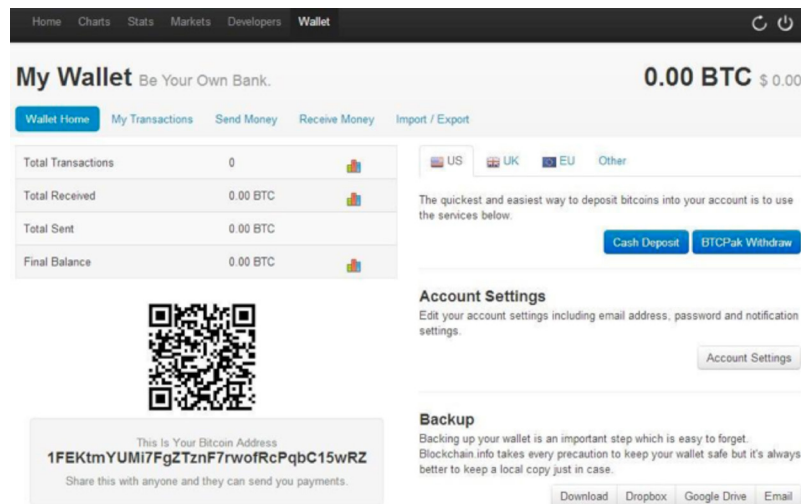 Home Charts Stats Markets Developers Wallet
My Wallet Be Your Own Bank.
0.00 BTC $ 0.00
Wallet Home My Transactions Send Money Receive Money Import / Export
Total Transactions 0
Total Received 0.00 BTC
Total Sent 0.00 BTC
Final Balance 0.00 BTC
This Is Your Bitcoin Address
1FEKtmYUMi7FgZTznF7rwofRcPqbC15wRZ
Share this with anyone and they can send you payments.
US UK EU Other
The quickest and easiest way to deposit bitcoins into your account is to use
the services below.
Cash Deposit BTCPak Withdraw
Account Settings
Edit your account settings including email address, password and notification
settings.
Account Settings
Backup
Backing up your wallet is an important step which is easy to forget.
Blockchain.info takes every precaution to keep your wallet safe but it's always
better to keep a local copy just in case.
Download Dropbox Google Drive Email